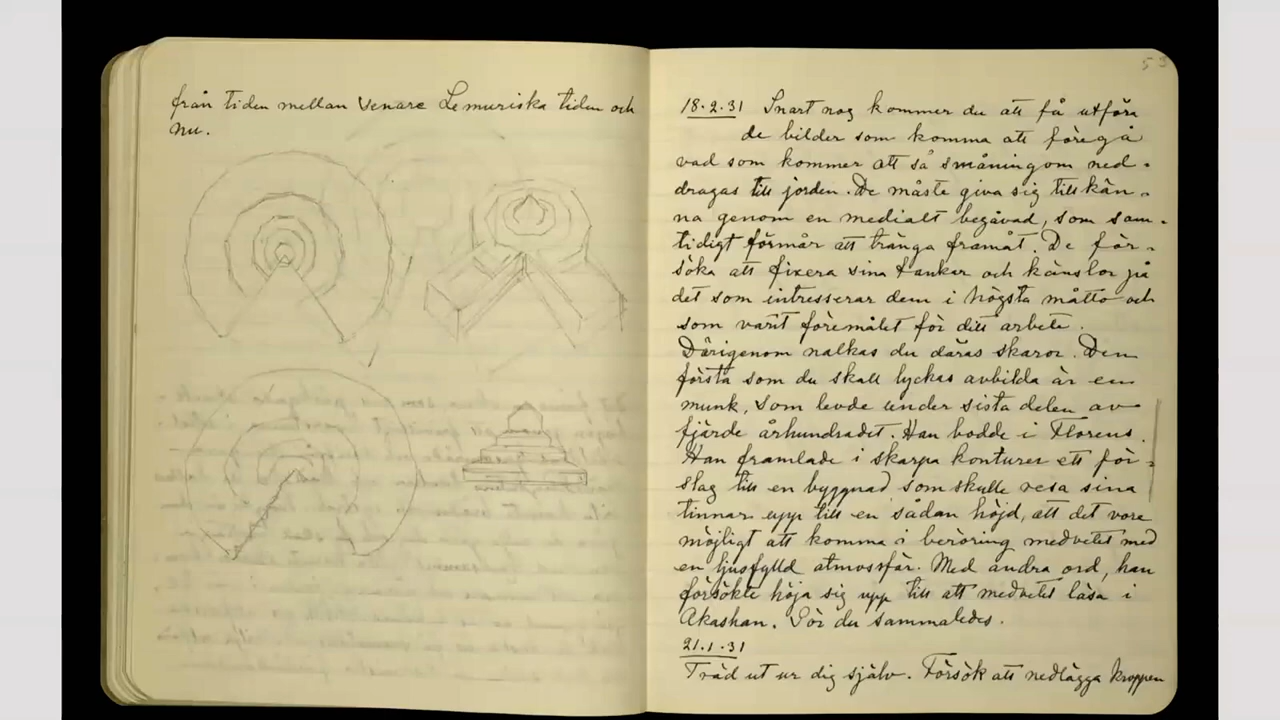 från tiden mellan senare Lemuriska tiden och
nu.
53
18.2.31 Snart nog kommer du att få utföra
de bilder som komma att föregå
vad som kommer att så småningom ned-
dragas till jorden. De måste giva sig tillkän-
na genom en medialt begåvad, som sam-
tidigt förmår att tränga framåt. De för-
söka att fixera sina tankar och känslor på
det som intresserar dem i högsta måtto och
som varit föremålet för ditt arbete.
Därigenom nalkas du däras skaror. Den
första som du skall lyckas avbilda är en
munk, som levde under sista delen av
fjärde århundradet. Han bodde i Florens.
Han framlade i skarpa konturer ett för-
slag till en byggnad som skulle resa sina
tinnar upp till en sådan höjd, att det vore
möjligt att komma i beröring medvetet med
en ljusfylld atmosfär. Med andra ord, han
försökte höja sig upp till att medvetet läsa i
Akashan. Gör du sammaledes.
21.1.31
Träd ut ur dig själv. Försök att nedlägga kroppen